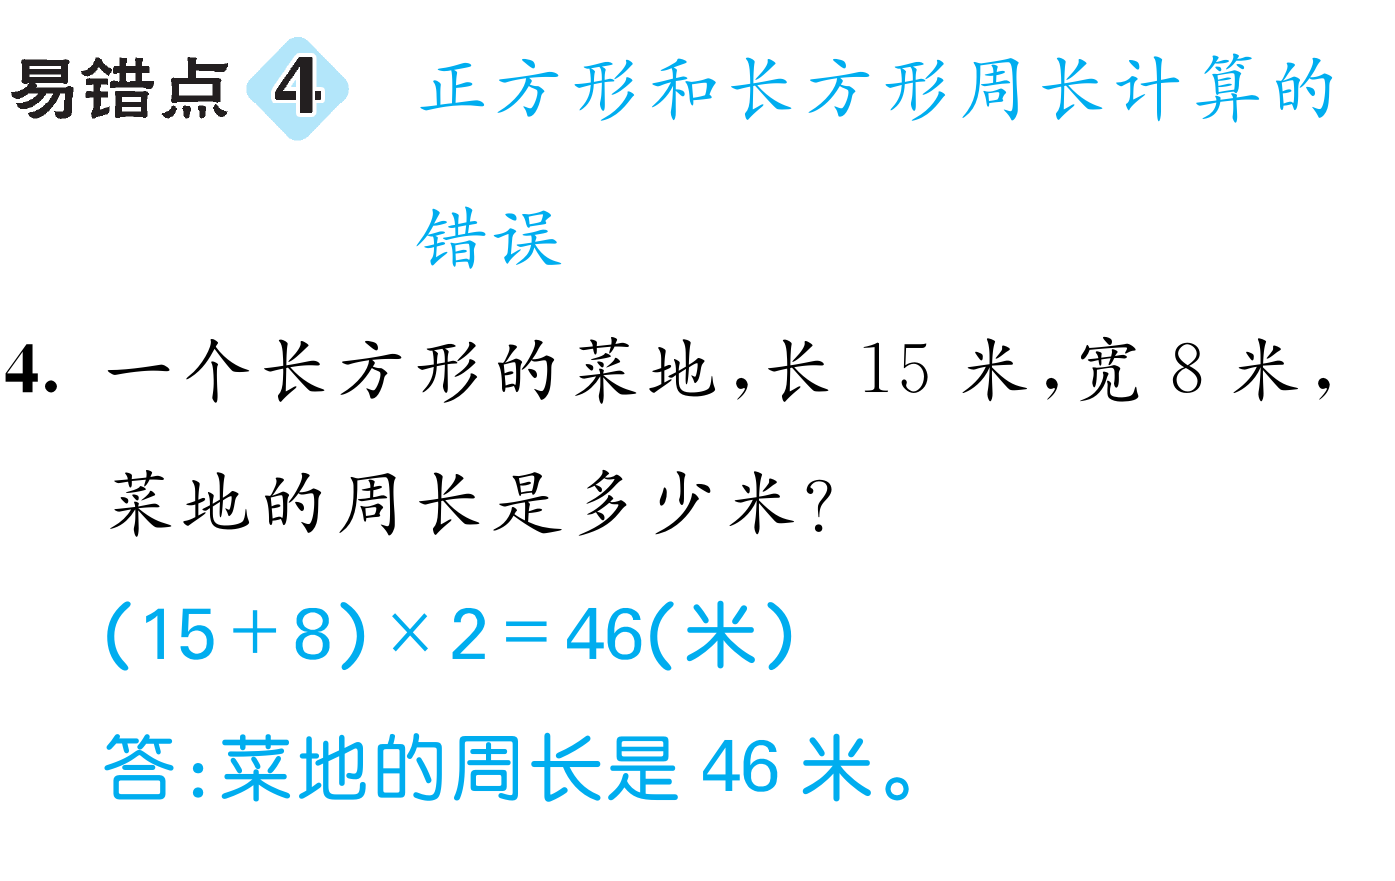 易错点 4 正方形和长方形周长计算的
错误
4. 一个长方形的菜地,长 15 米,宽 8 米,
菜地的周长是多少米?
(15+8)×2=46(米)
答:菜地的周长是 46 米。